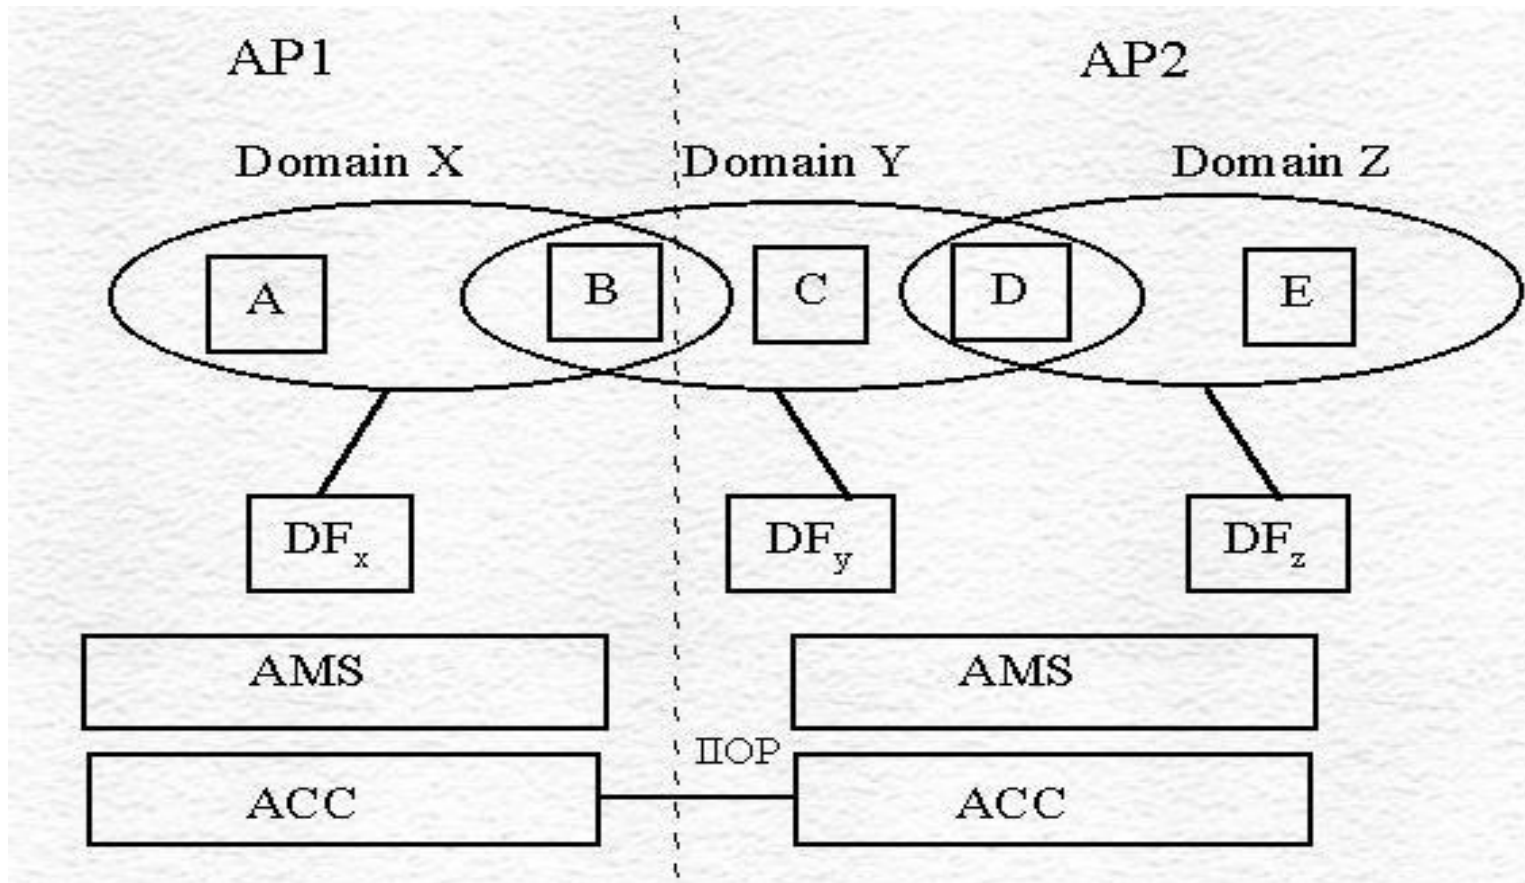 AP1 AP2
Domain X Domain Y Domain Z
A B C D E
DFx DFy DFz
AMS AMS
IIOP
ACC ACC